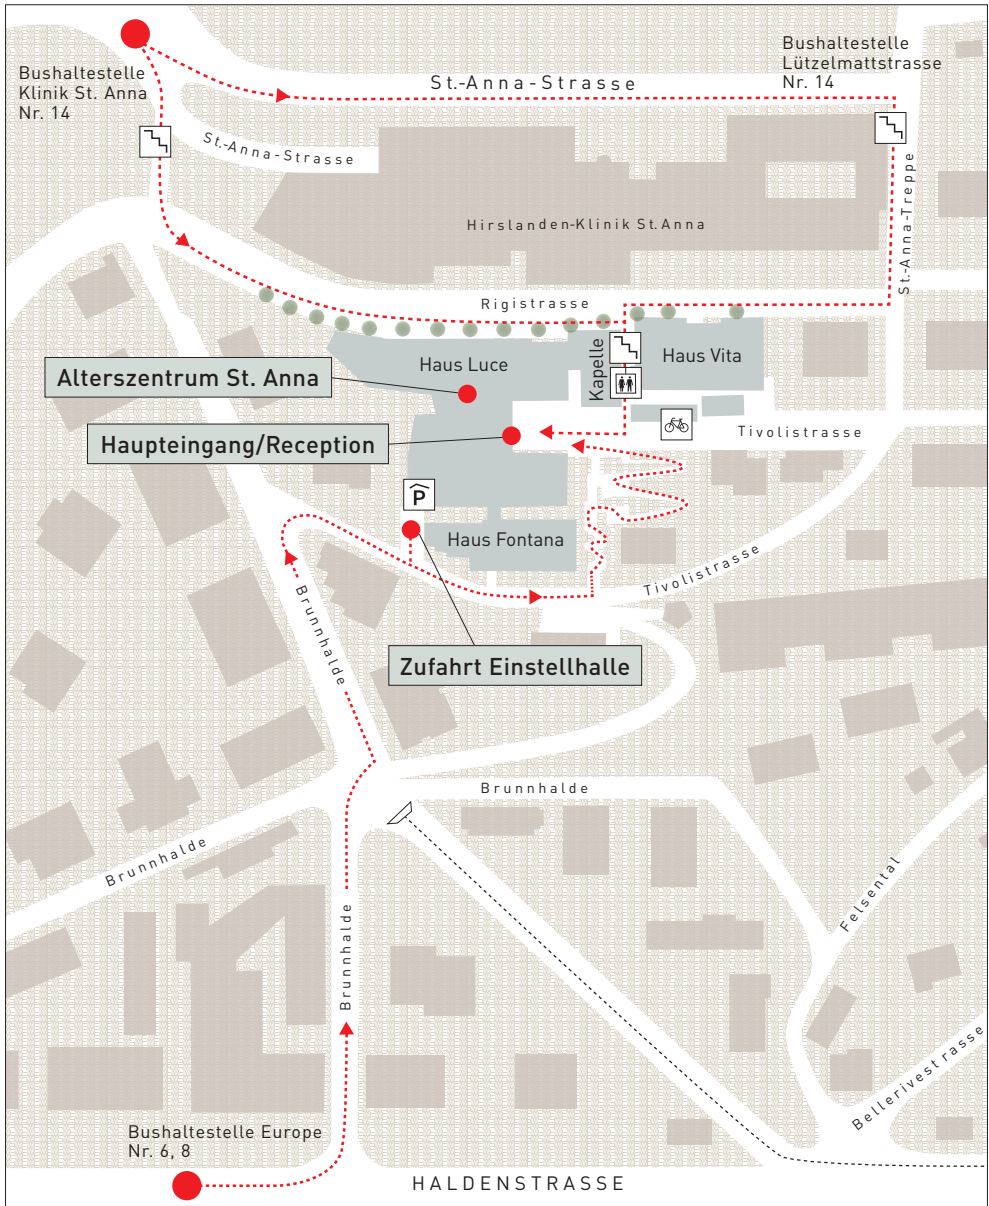 Bushaltestelle
Klinik St. Anna
Nr. 14
Bushaltestelle
Lützelmattstrasse
Nr. 14
St.-Anna-Strasse
St.-Anna-Strasse
St.-Anna-Treppe
Hirslanden-Klinik St. Anna
Rigistrasse
Haus Luce
Kapelle
Haus Vita
Alterszentrum St. Anna
Haupteingang/Reception
Tivolistrasse
P
Haus Fontana
Tivolistrasse
Brunnhalde
Zufahrt Einstellhalle
Brunnhalde
Brunnhalde
Felsental
Brunnhalde
Bellerivestrasse
Bushaltestelle Europe
Nr. 6, 8
HALDENSTRASSE